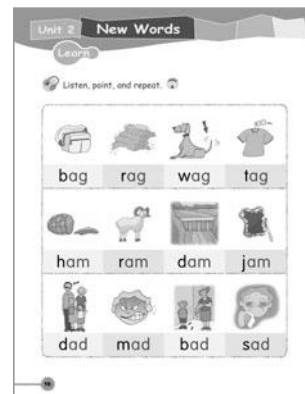 Unit 2 New Words
Learn
Listen, point, and repeat.
bag rag wag tag
ham ram dam jam
dad mad bad sad